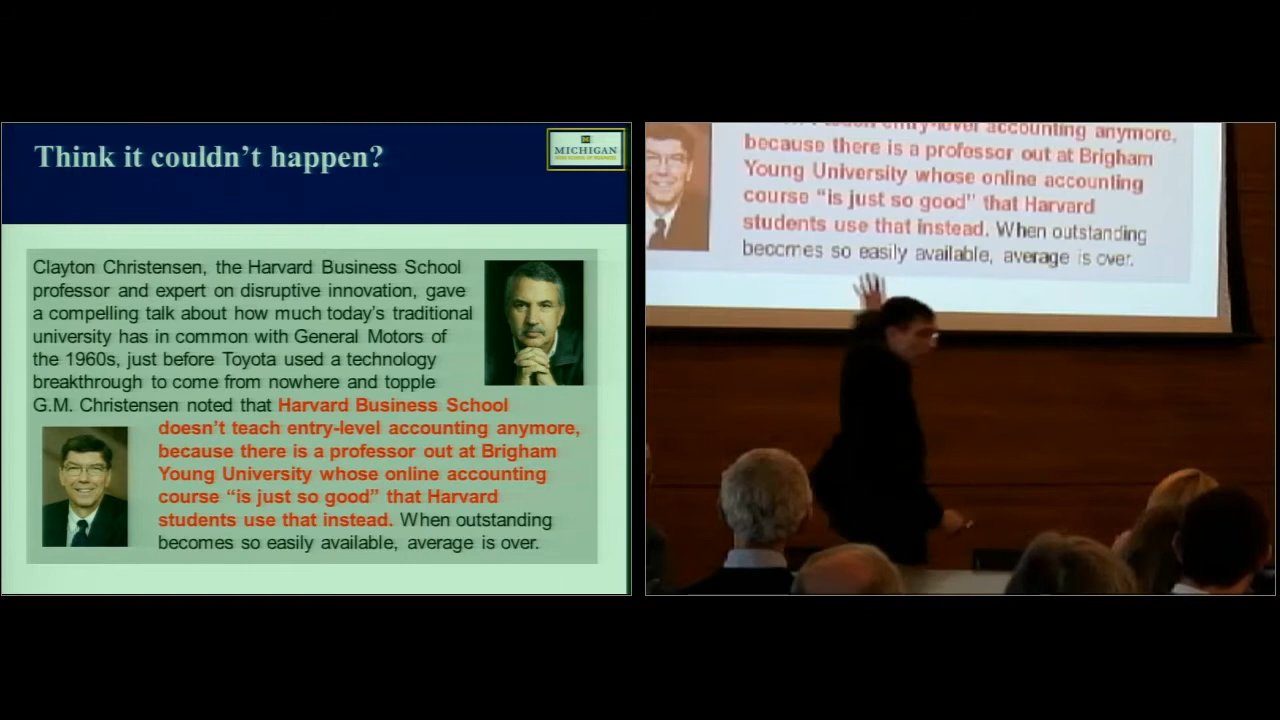 Think it couldn't happen?
MICHIGAN
ROSS SCHOOL OF BUSINESS
Clayton Christensen, the Harvard Business School
professor and expert on disruptive innovation, gave
a compelling talk about how much today's traditional
university has in common with General Motors of
the 1960s, just before Toyota used a technology
breakthrough to come from nowhere and topple
G.M. Christensen noted that Harvard Business School
doesn't teach entry-level accounting anymore,
because there is a professor out at Brigham
Young University whose online accounting
course “is just so good” that Harvard
students use that instead. When outstanding
becomes so easily available, average is over.
teach entry-level accounting anymore,
because there is a professor out at Brigham
Young University whose online accounting
course “is just so good” that Harvard
students use that instead. When outstanding
becomes so easily available, average is over.